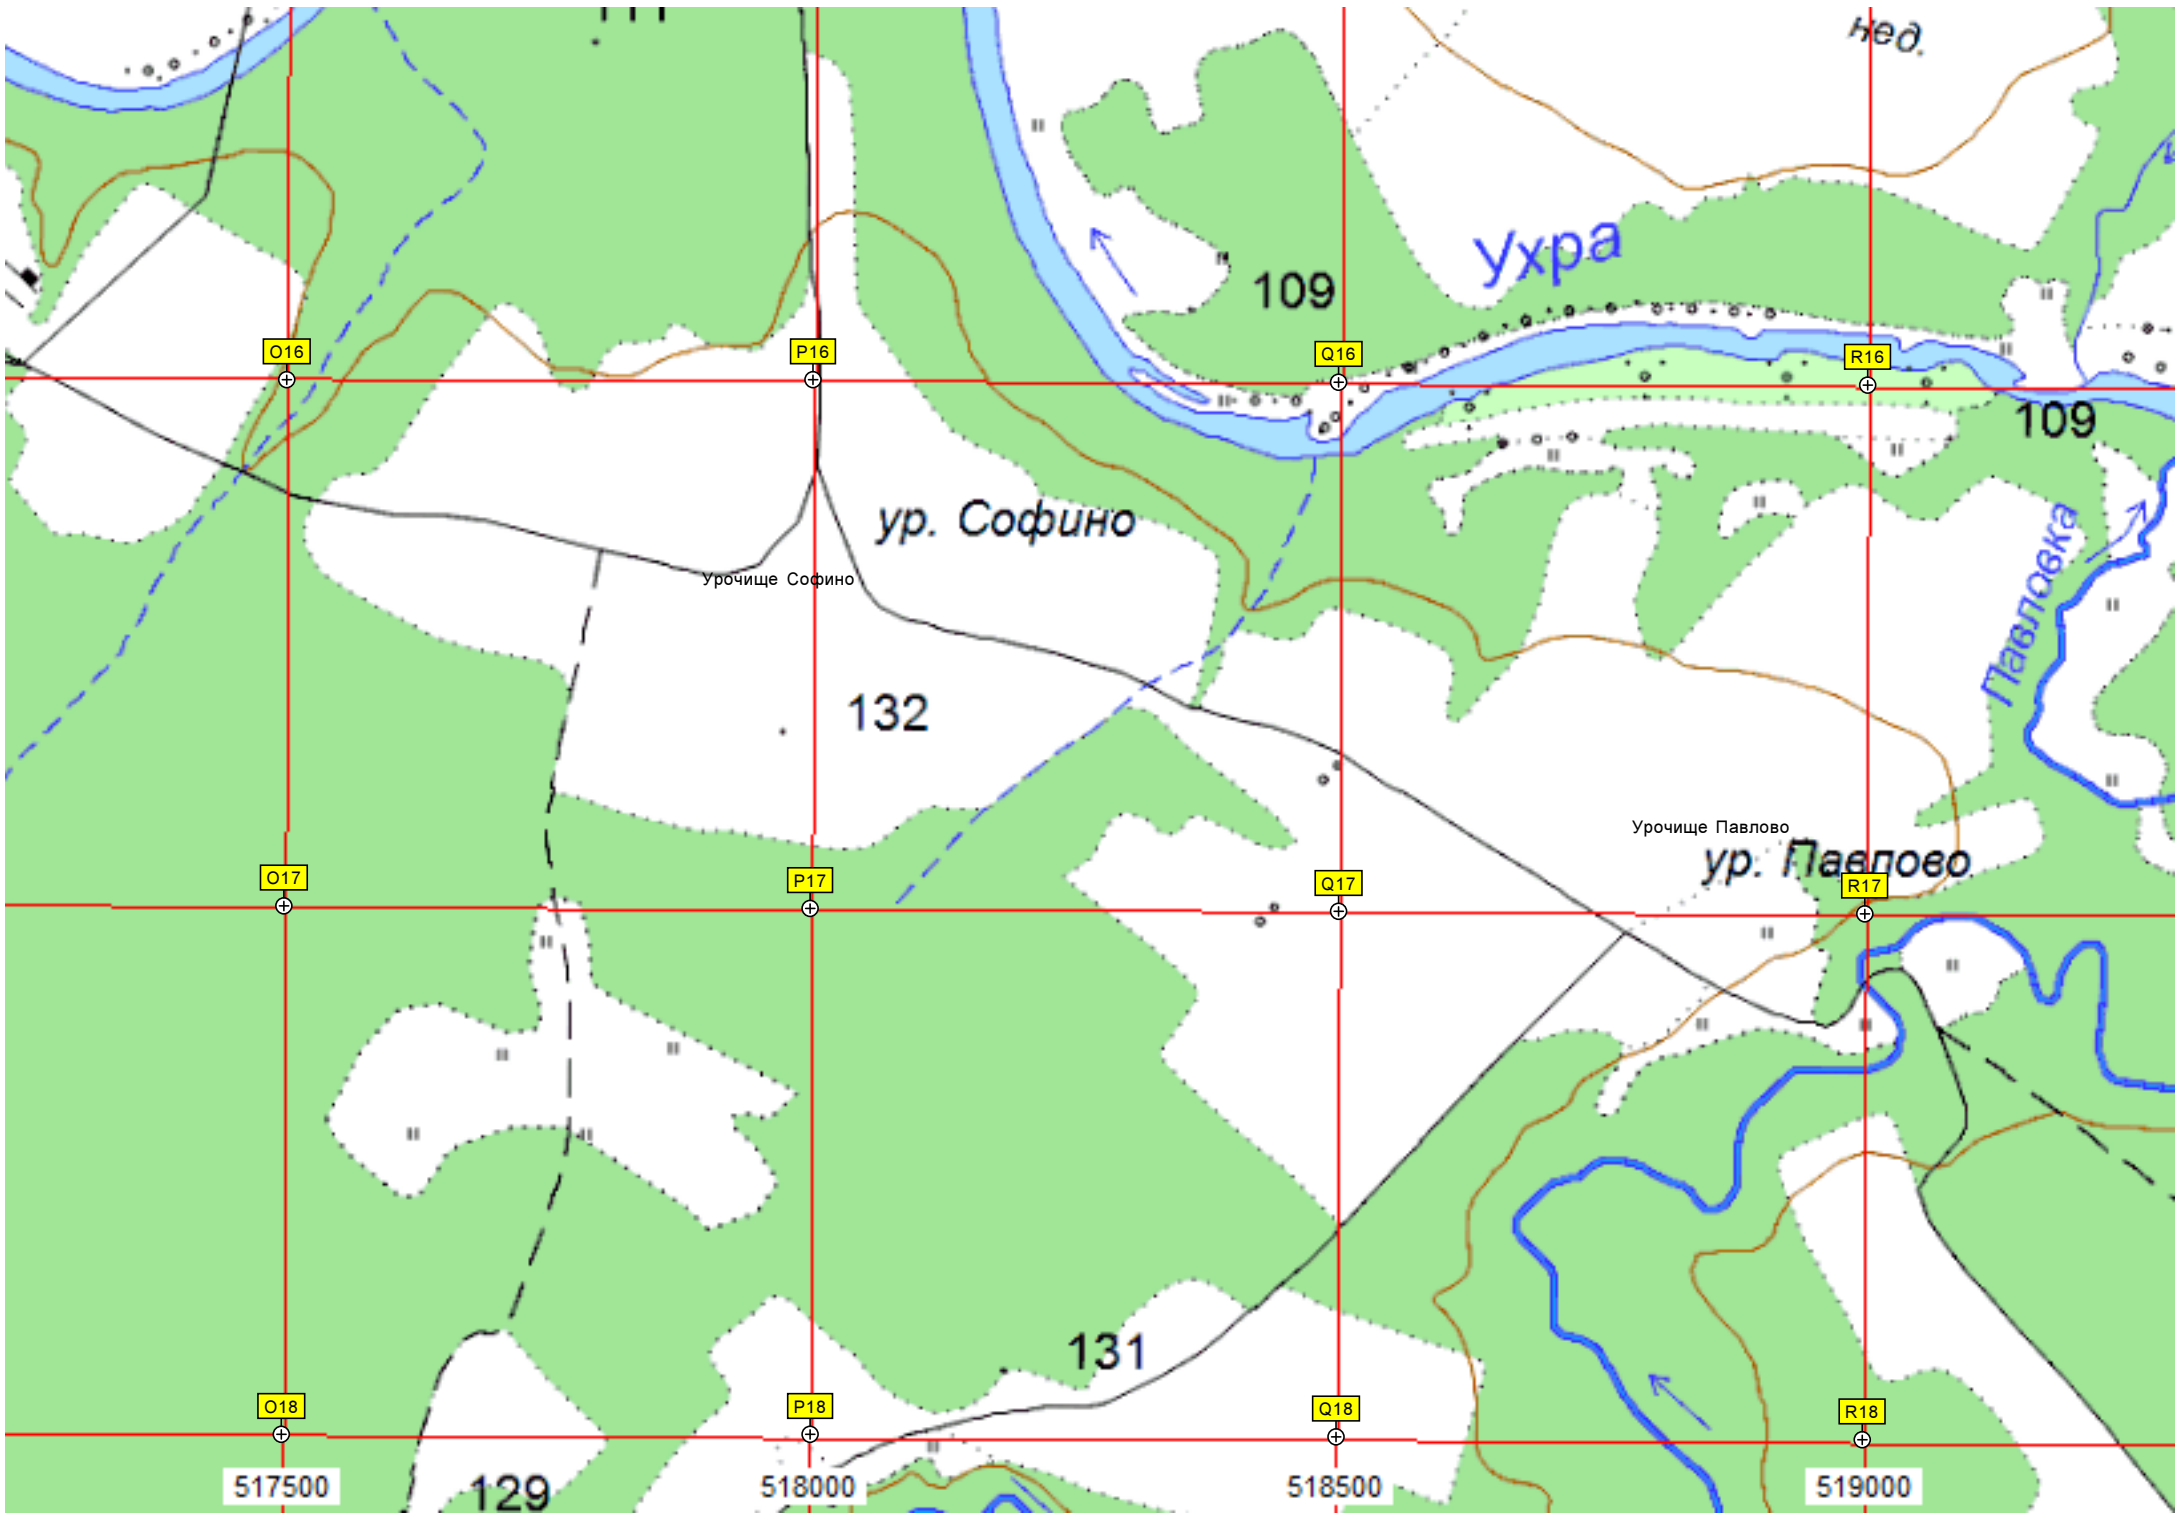 нед.
Ухра
109
O16
P16
Q16
R16
109
ур. Софино
Урочище Софино
Павловка
132
Урочище Павлово
ур. Павлово
O17
P17
Q17
R17
131
O18
P18
Q18
R18
129
517500
518000
518500
519000